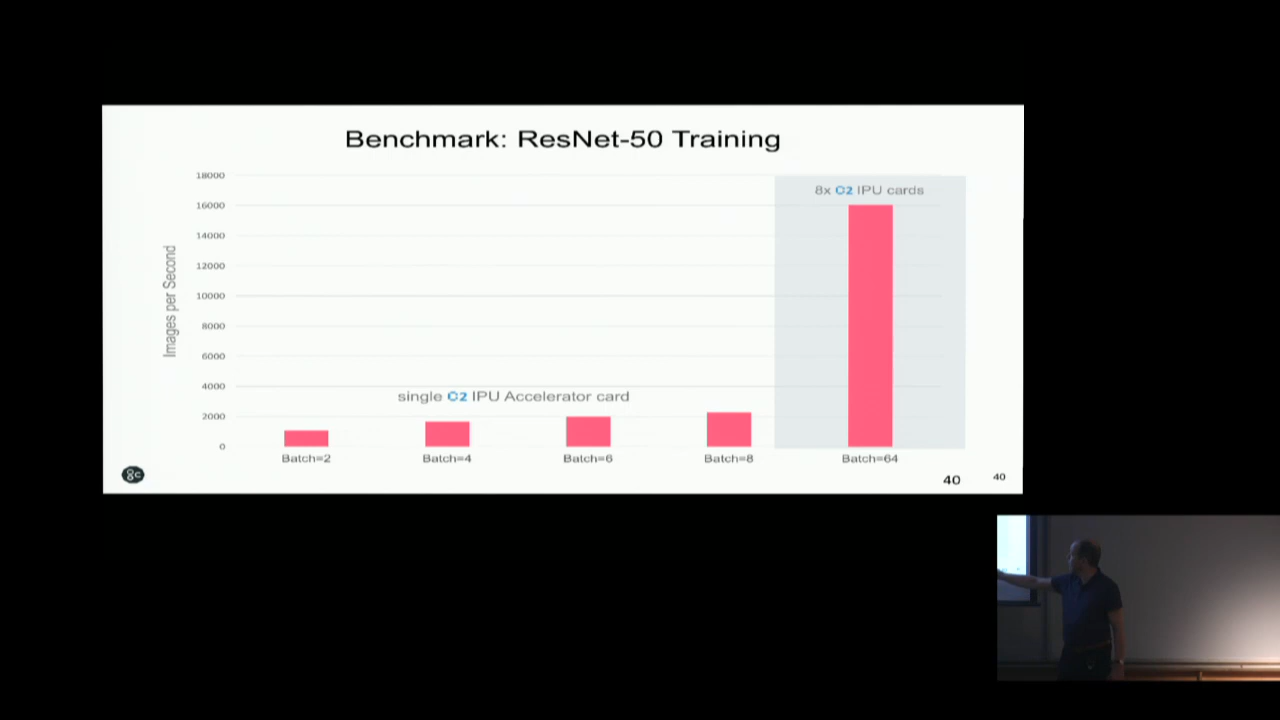 Benchmark: ResNet-50 Training
18000
16000
14000
12000
10000
8000
6000
4000
2000
0
Images per Second
8x C2 IPU cards
single C2 IPU Accelerator card
Batch=2
Batch=4
Batch=6
Batch=8
Batch=64
40
40